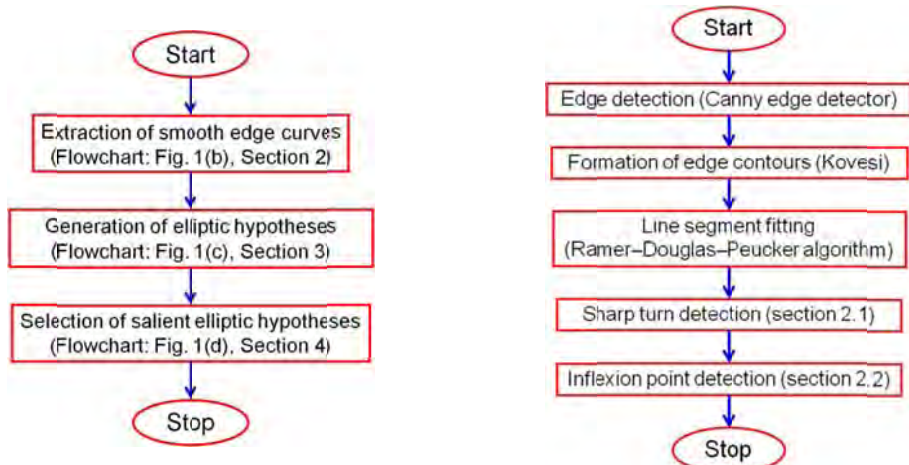 Start
Extraction of smooth edge curves
(Flowchart: Fig. 1(b), Section 2)
Generation of elliptic hypotheses
(Flowchart: Fig. 1(c), Section 3)
Selection of salient elliptic hypotheses
(Flowchart: Fig. 1(d), Section 4)
Stop
Start
Edge detection (Canny edge detector)
Formation of edge contours (Kovesi)
Line segment fitting
(Ramer–Douglas–Peucker algorithm)
Sharp turn detection (section 2.1)
Inflexion point detection (section 2.2)
Stop